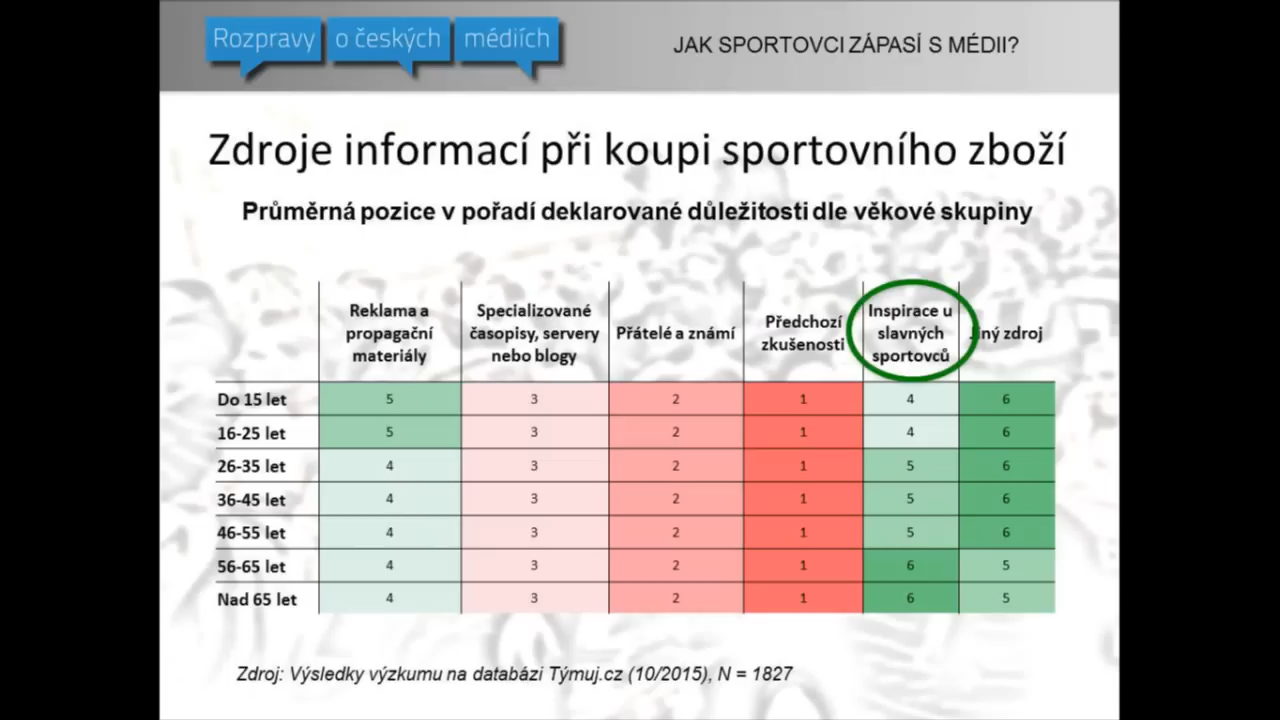 Rozpravy o českých médiích
JAK SPORTOVCI ZÁPASÍ S MÉDII?
Zdroje informací při koupi sportovního zboží
Průměrná pozice v pořadí deklarované důležitosti dle věkové skupiny
Reklama a
propagační
materiály
Specializované
časopisy, servery
nebo blogy
Přátelé a známí
Předchozí
zkušenosti
Inspirace u
slavných
sportovců
Jiný zdroj
Do 15 let 5 3 2 1 4 6
16-25 let 5 3 2 1 4 6
26-35 let 4 3 2 1 5 6
36-45 let 4 3 2 1 5 6
46-55 let 4 3 2 1 5 6
56-65 let 4 3 2 1 6 5
Nad 65 let 4 3 2 1 6 5
Zdroj: Výsledky výzkumu na databázi Týmuj.cz (10/2015), N = 1827